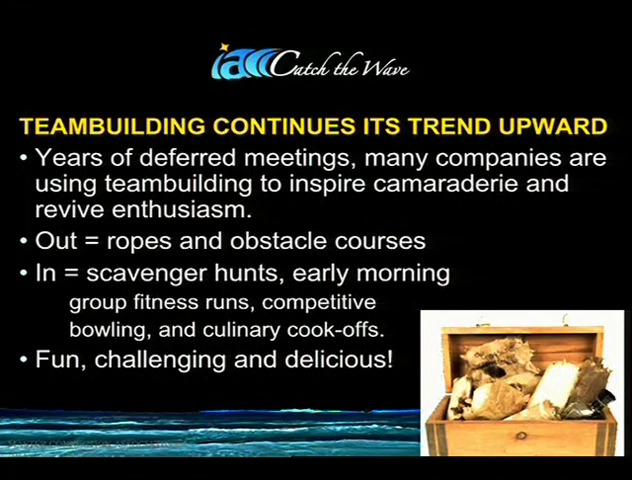 iacc Catch the Wave
TEAMBUILDING CONTINUES ITS TREND UPWARD
• Years of deferred meetings, many companies are
using teambuilding to inspire camaraderie and
revive enthusiasm.
• Out = ropes and obstacle courses
• In = scavenger hunts, early morning
group fitness runs, competitive
bowling, and culinary cook-offs.
• Fun, challenging and delicious!